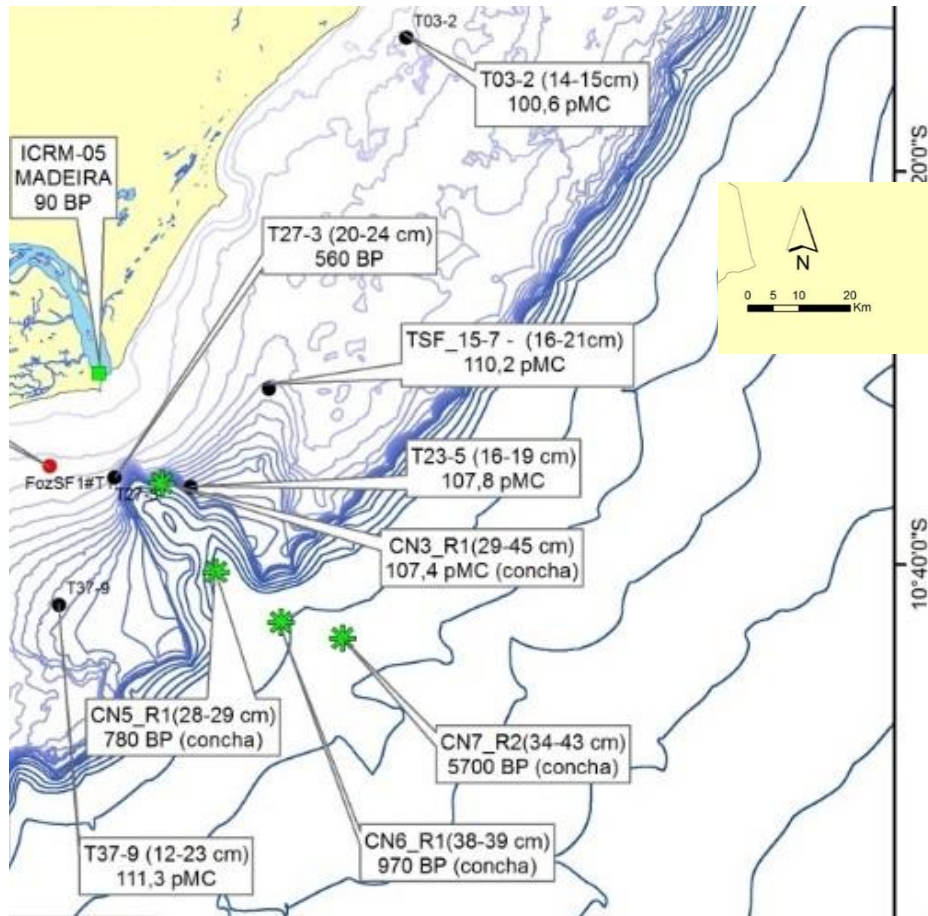 T03-2
T03-2 (14-15cm)
100,6 pMC
ICRM-05
MADEIRA
90 BP
20'0"S
T27-3 (20-24 cm)
560 BP
N
0 5 10 20
Km
TSF_15-7 - (16-21cm)
110,2 pMC
T23-5 (16-19 cm)
107,8 pMC
FozSF1#T1
CN3_R1(29-45 cm)
107,4 pMC (concha)
10°40'0"S
T37-9
CN5_R1(28-29 cm)
780 BP (concha)
CN7_R2(34-43 cm)
5700 BP (concha)
CN6_R1(38-39 cm)
970 BP (concha)
T37-9 (12-23 cm)
111,3 pMC